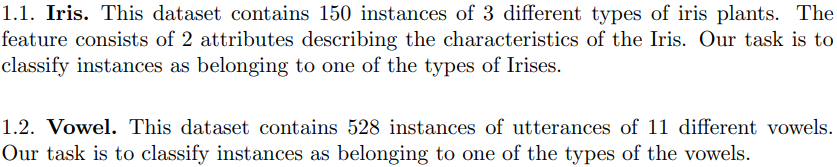 1.1. Iris. This dataset contains 150 instances of 3 different types of iris plants. The
feature consists of 2 attributes describing the characteristics of the Iris. Our task is to
classify instances as belonging to one of the types of Irises.
1.2. Vowel. This dataset contains 528 instances of utterances of 11 different vowels.
Our task is to classify instances as belonging to one of the types of the vowels.